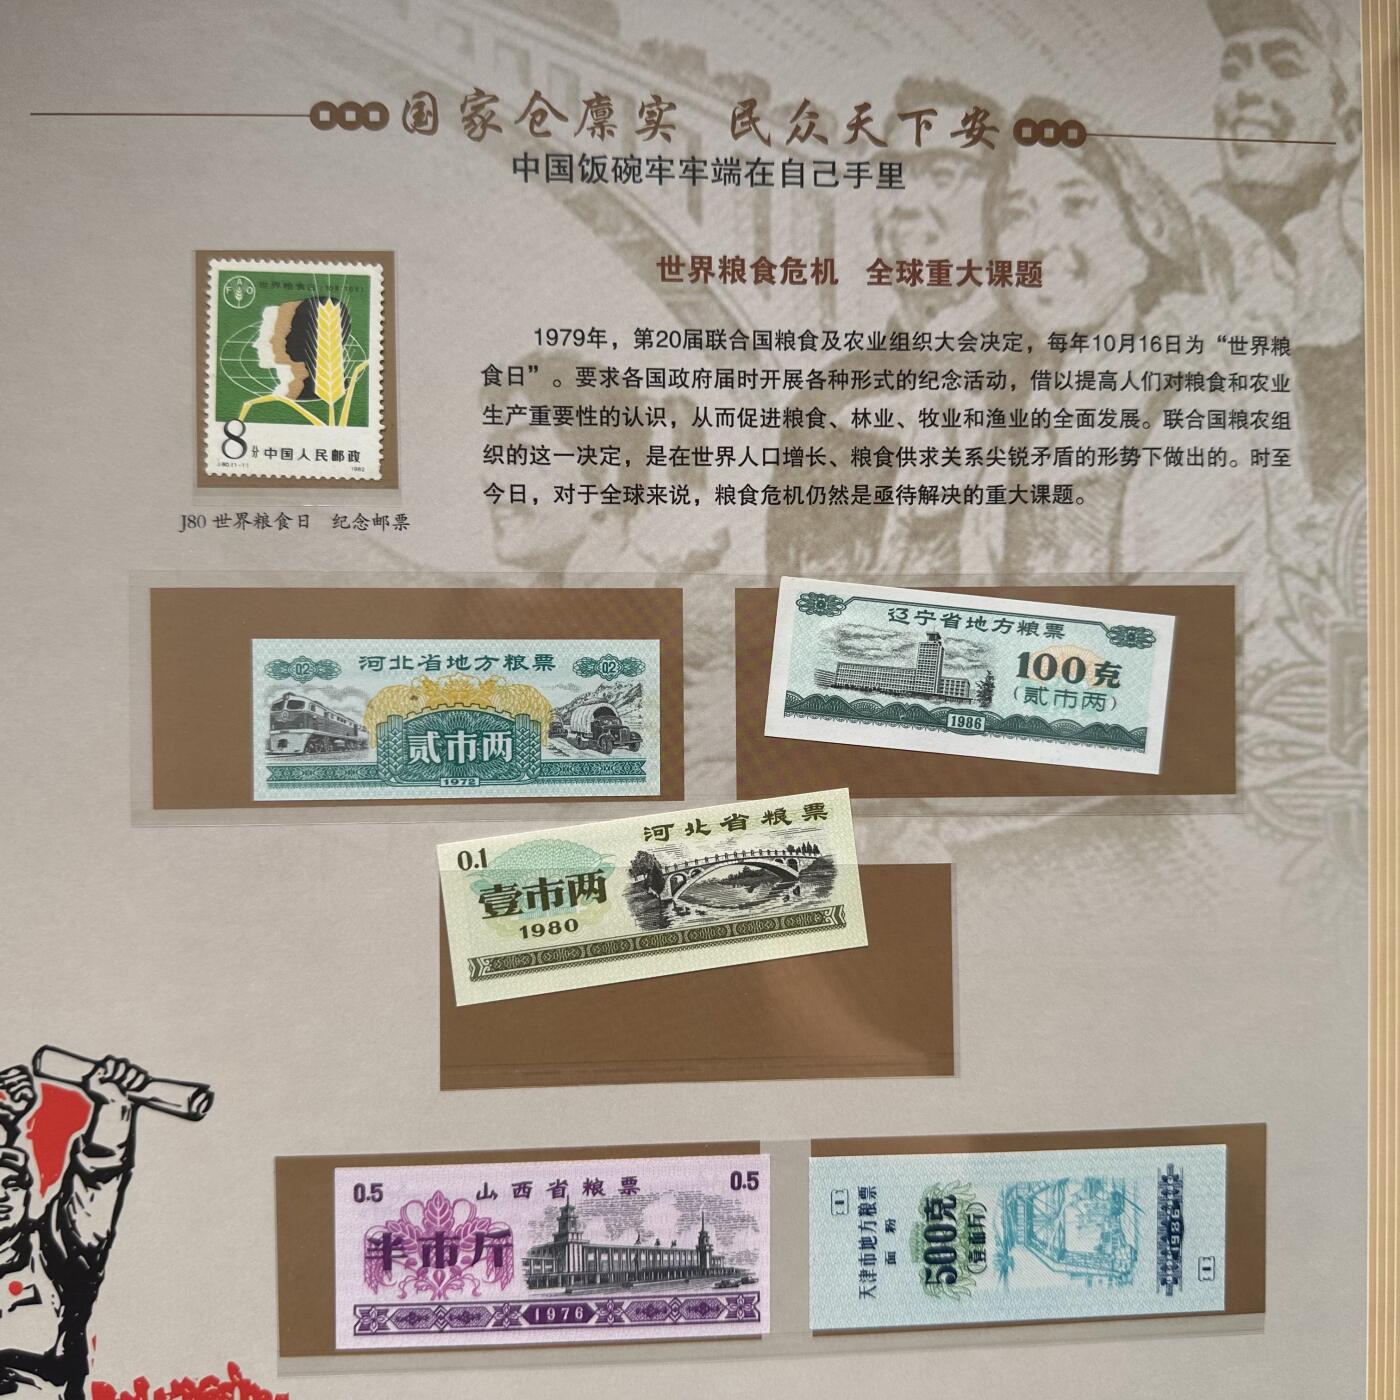 国家仓廪实 民众天下安
中国饭碗牢牢端在自己手里
FAO
世界粮食日
8分 中国人民邮政
J80(1-1) 1982
J80 世界粮食日 纪念邮票
世界粮食危机 全球重大课题
1979年，第20届联合国粮食及农业组织大会决定，每年10月16日为“世界粮
食日”。要求各国政府届时开展各种形式的纪念活动，借以提高人们对粮食和农业
生产重要性的认识，从而促进粮食、林业、牧业和渔业的全面发展。联合国粮农组
织的这一决定，是在世界人口增长、粮食供求关系尖锐矛盾的形势下做出的。时至
今日，对于全球来说，粮食危机仍然是亟待解决的重大课题。
02 河北省地方粮票 02
贰市两
1972
辽宁省地方粮票
100克
（贰市两）
1986
河北省粮票
0.1
壹市两
1980
0.5 山西省粮票 0.5
半市斤
1976
天津市地方粮票
面粉
500克
(壹市斤)
1986